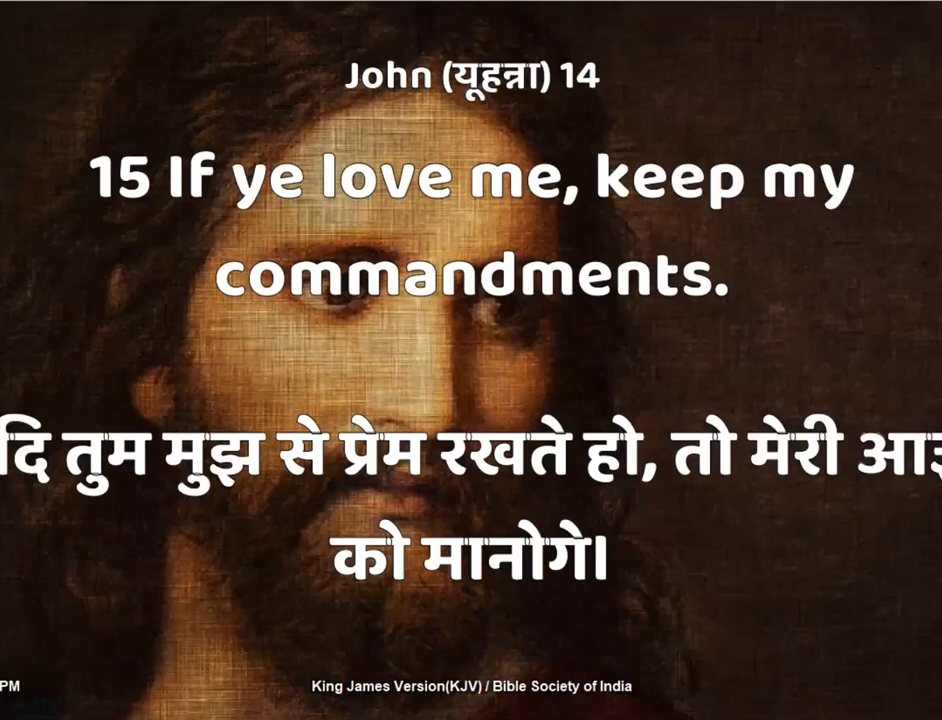 John (यूहन्ना) 14
15 If ye love me, keep my
commandments.
तुम मुझ से प्रेम रखते हो, तो मेरी
को मानोगे।
PM
King James Version(KJV) / Bible Society of India